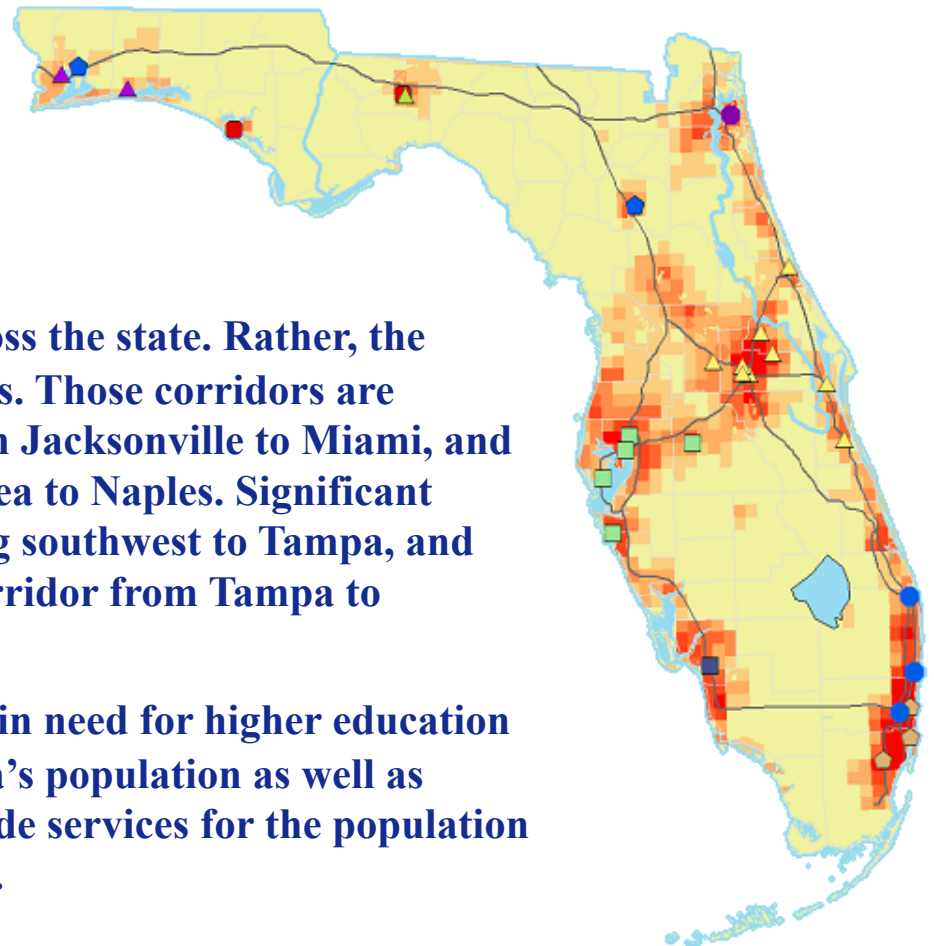 oss the state. Rather, the
s. Those corridors are
n Jacksonville to Miami, and
ea to Naples. Significant
g southwest to Tampa, and
rridor from Tampa to
in need for higher education
a’s population as well as
de services for the population
.